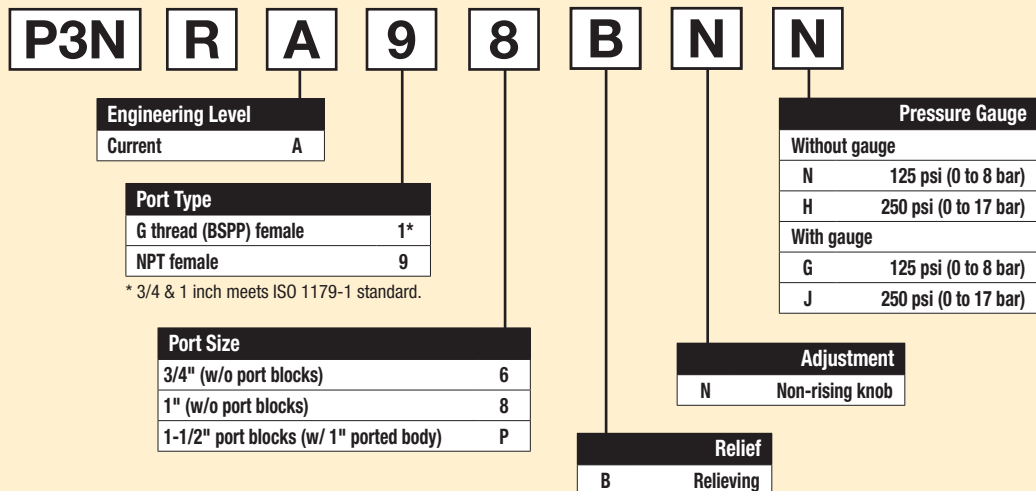 P3N R A 9 8 B N N
Engineering Level
Current A
Port Type
G thread (BSPP) female 1*
NPT female 9
* 3/4 & 1 inch meets ISO 1179-1 standard.
Port Size
3/4" (w/o port blocks) 6
1" (w/o port blocks) 8
1-1/2" port blocks (w/ 1" ported body) P
Relief
B Relieving
Adjustment
N Non-rising knob
Pressure Gauge
Without gauge
N 125 psi (0 to 8 bar)
H 250 psi (0 to 17 bar)
With gauge
G 125 psi (0 to 8 bar)
J 250 psi (0 to 17 bar)